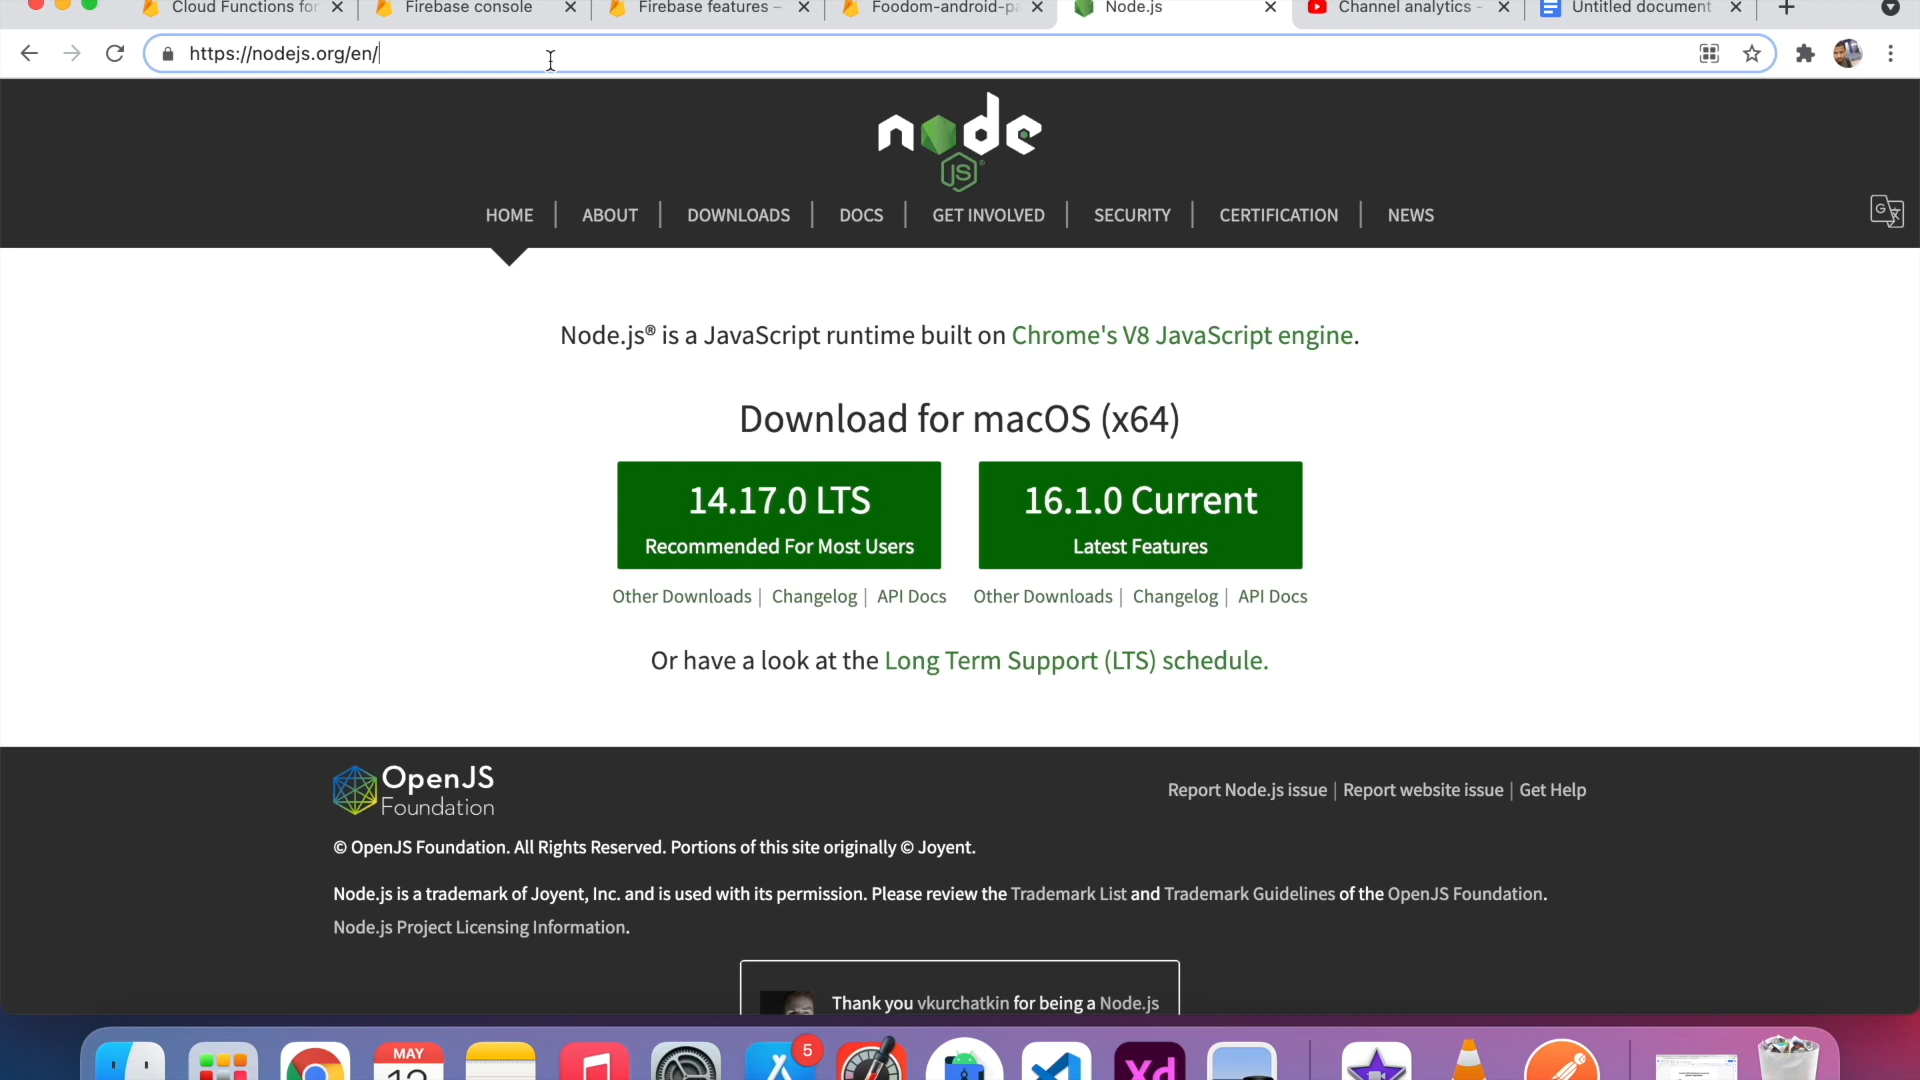 Cloud Functions for
Firebase console
Firebase features –
Foodom-android-pa
Node.js
Channel analytics -
Untitled document
https://nodejs.org/en/
node
JS
HOME | ABOUT | DOWNLOADS | DOCS | GET INVOLVED | SECURITY | CERTIFICATION | NEWS
Node.js® is a JavaScript runtime built on Chrome's V8 JavaScript engine.
Download for macOS (x64)
14.17.0 LTS
Recommended For Most Users
16.1.0 Current
Latest Features
Other Downloads | Changelog | API Docs
Other Downloads | Changelog | API Docs
Or have a look at the Long Term Support (LTS) schedule.
OpenJS
Foundation
Report Node.js issue | Report website issue | Get Help
© OpenJS Foundation. All Rights Reserved. Portions of this site originally © Joyent.
Node.js is a trademark of Joyent, Inc. and is used with its permission. Please review the Trademark List and Trademark Guidelines of the OpenJS Foundation.
Node.js Project Licensing Information.
Thank you vkurchatkin for being a Node.js
MAY
5
Xd